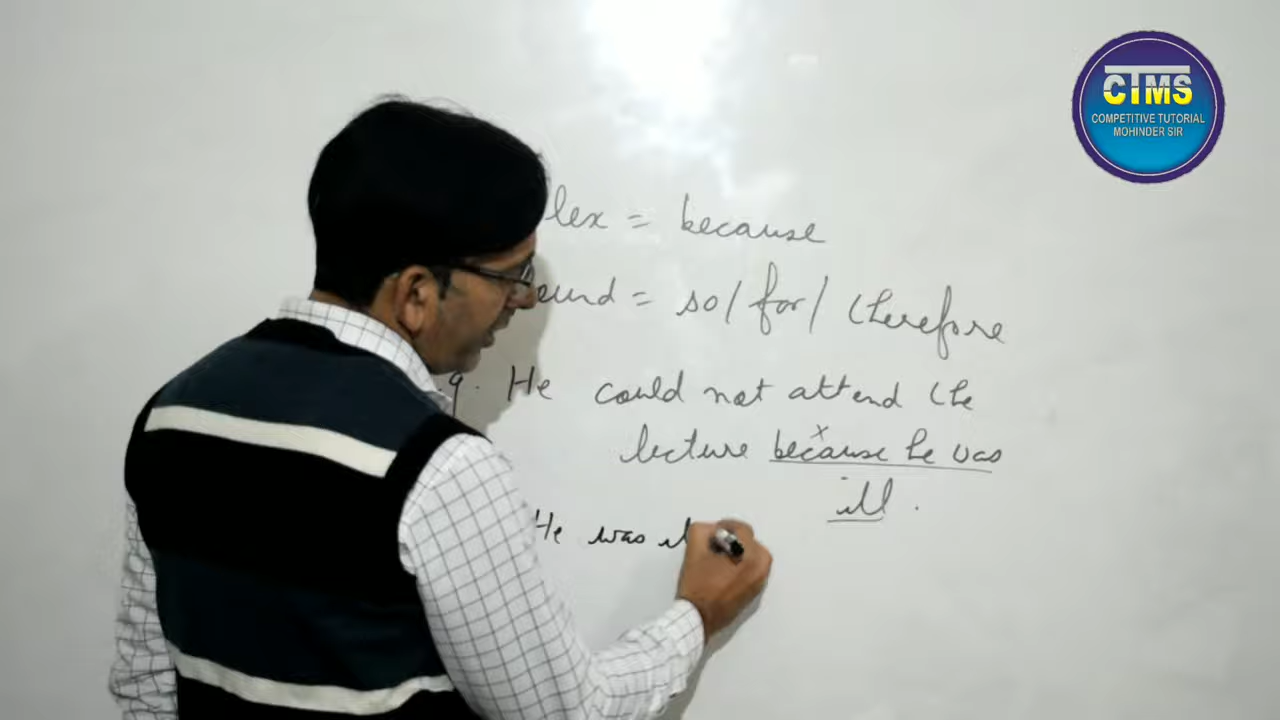 CTMS
COMPETITIVE TUTORIAL
MOHINDER SIR
lex = because
ound = so/for/therefore
.g. He could not attend the
lecture because he was
x
ill.
He was il